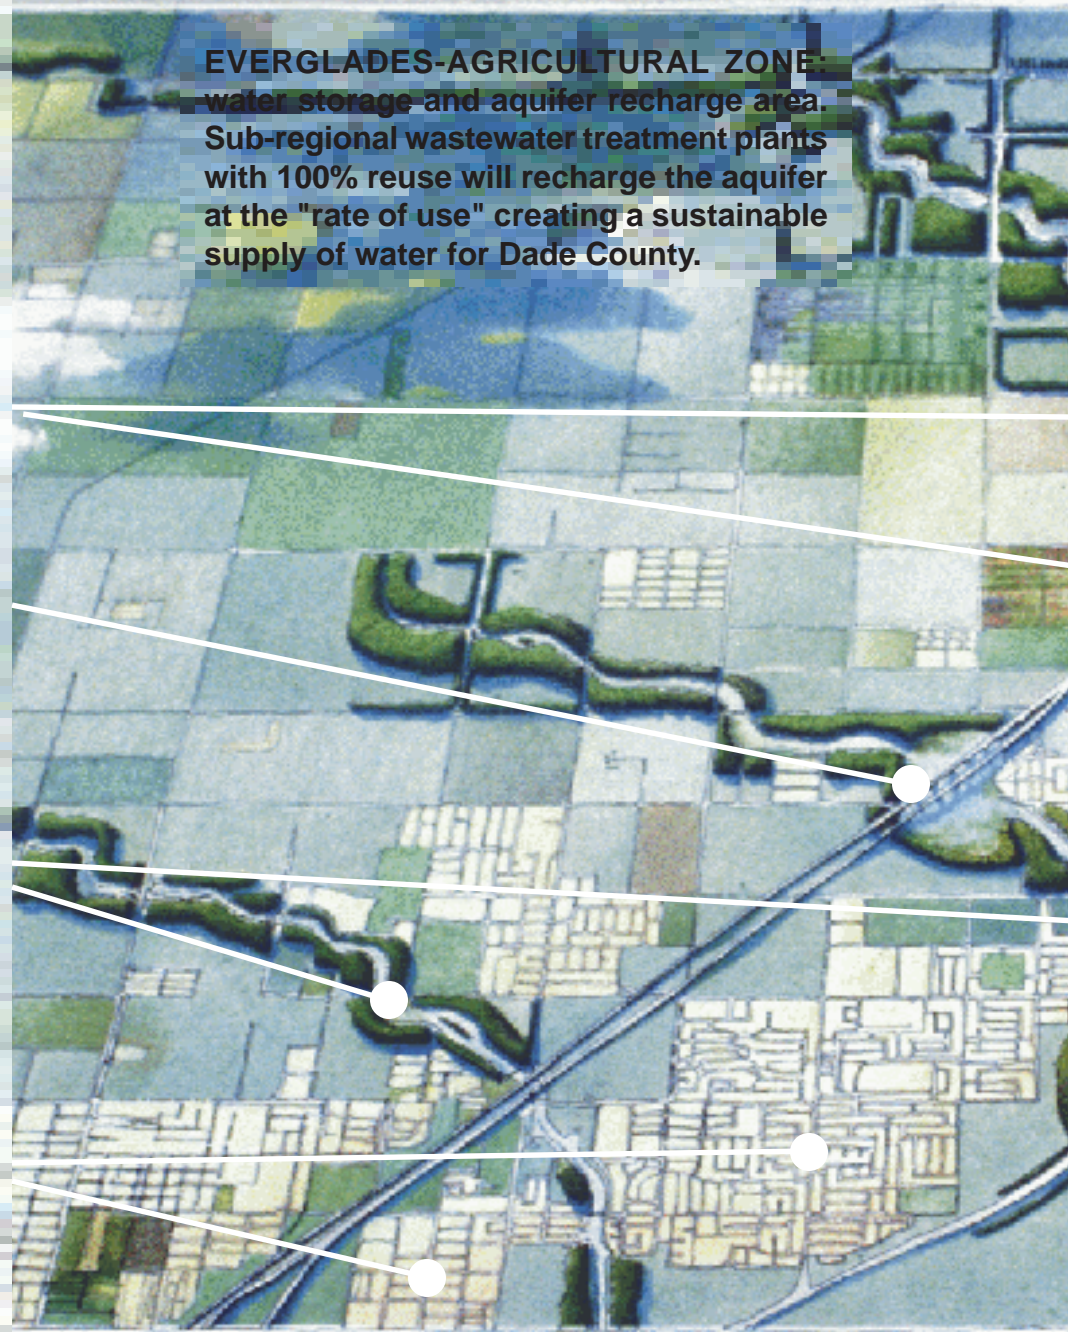 EVERGLADES-AGRICULTURAL ZONE:
water storage and aquifer recharge area.
Sub-regional wastewater treatment plants
with 100% reuse will recharge the aquifer
at the "rate of use" creating a sustainable
supply of water for Dade County.